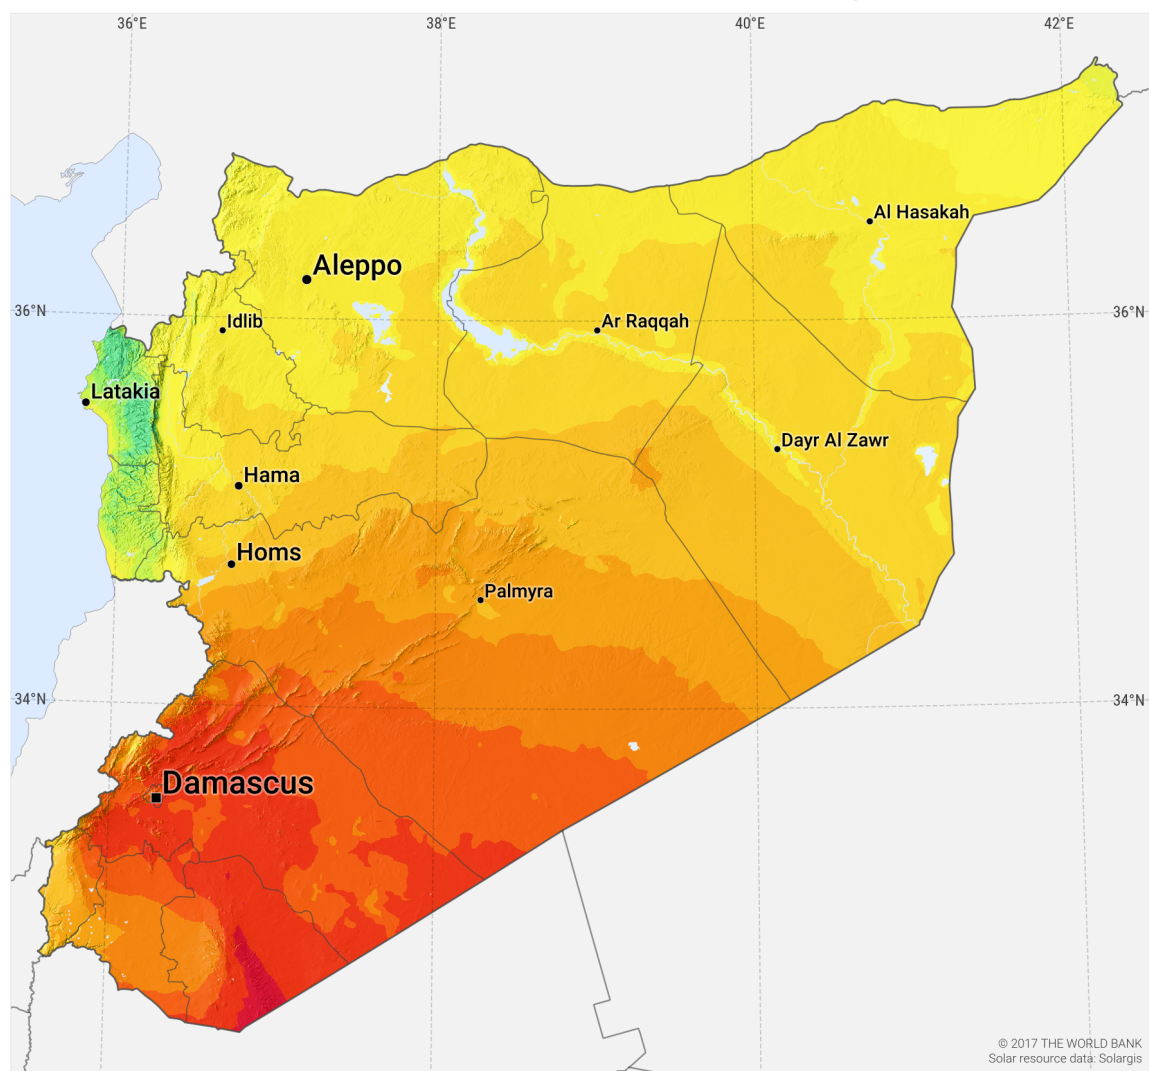 36°E
38°E
40°E
42°E
Al Hasakah
Aleppo
36°N
Idlib
Ar Raqqah
36°N
Latakia
Dayr Al Zawr
Hama
Homs
Palmyra
34°N
34°N
Damascus
© 2017 THE WORLD BANK
Solar resource data: Solargis